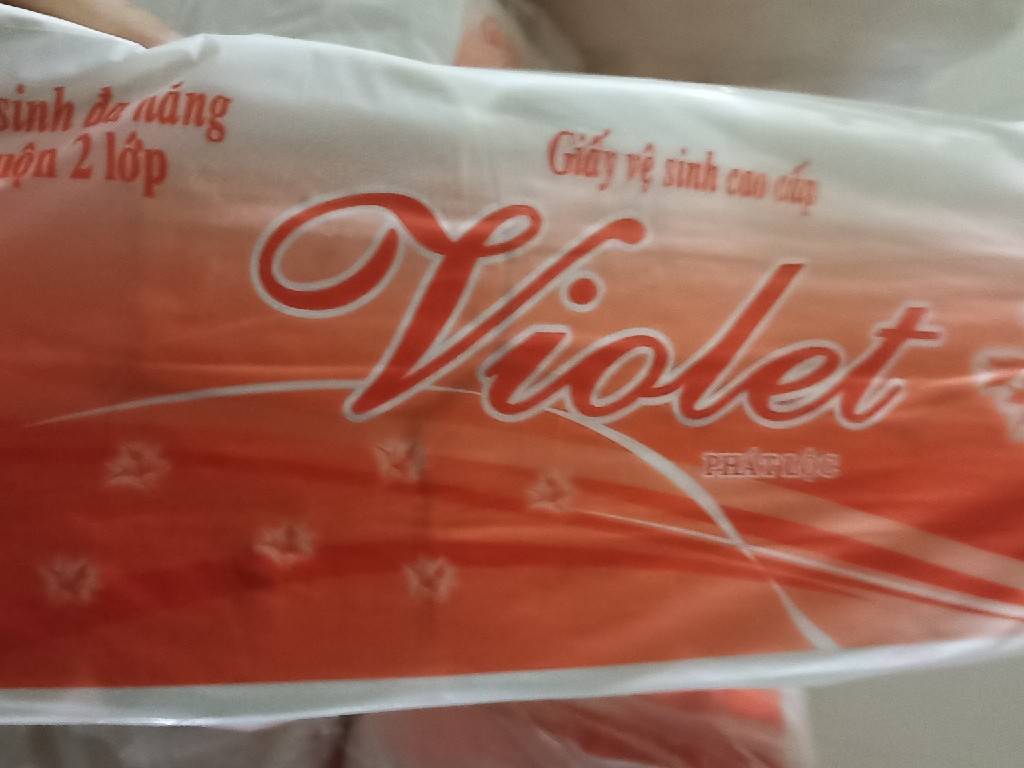 sinh đa năng
2 lớp
Giấy vệ sinh cao cấp
Violet
PHÁT LỘC